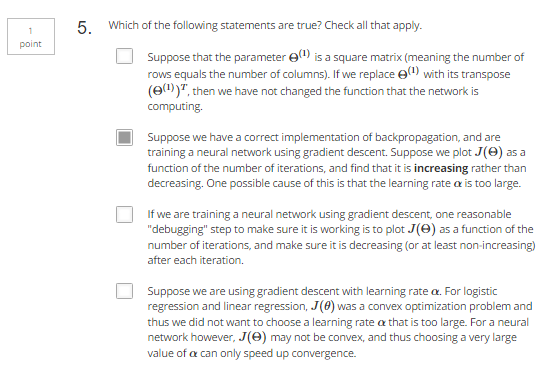 1
point
5. Which of the following statements are true? Check all that apply.
Suppose that the parameter Θ⁽¹⁾ is a square matrix (meaning the number of
rows equals the number of columns). If we replace Θ⁽¹⁾ with its transpose
(Θ⁽¹⁾)ᵀ, then we have not changed the function that the network is
computing.
Suppose we have a correct implementation of backpropagation, and are
training a neural network using gradient descent. Suppose we plot J(Θ) as a
function of the number of iterations, and find that it is increasing rather than
decreasing. One possible cause of this is that the learning rate α is too large.
If we are training a neural network using gradient descent, one reasonable
"debugging" step to make sure it is working is to plot J(Θ) as a function of the
number of iterations, and make sure it is decreasing (or at least non-increasing)
after each iteration.
Suppose we are using gradient descent with learning rate α. For logistic
regression and linear regression, J(θ) was a convex optimization problem and
thus we did not want to choose a learning rate α that is too large. For a neural
network however, J(Θ) may not be convex, and thus choosing a very large
value of α can only speed up convergence.